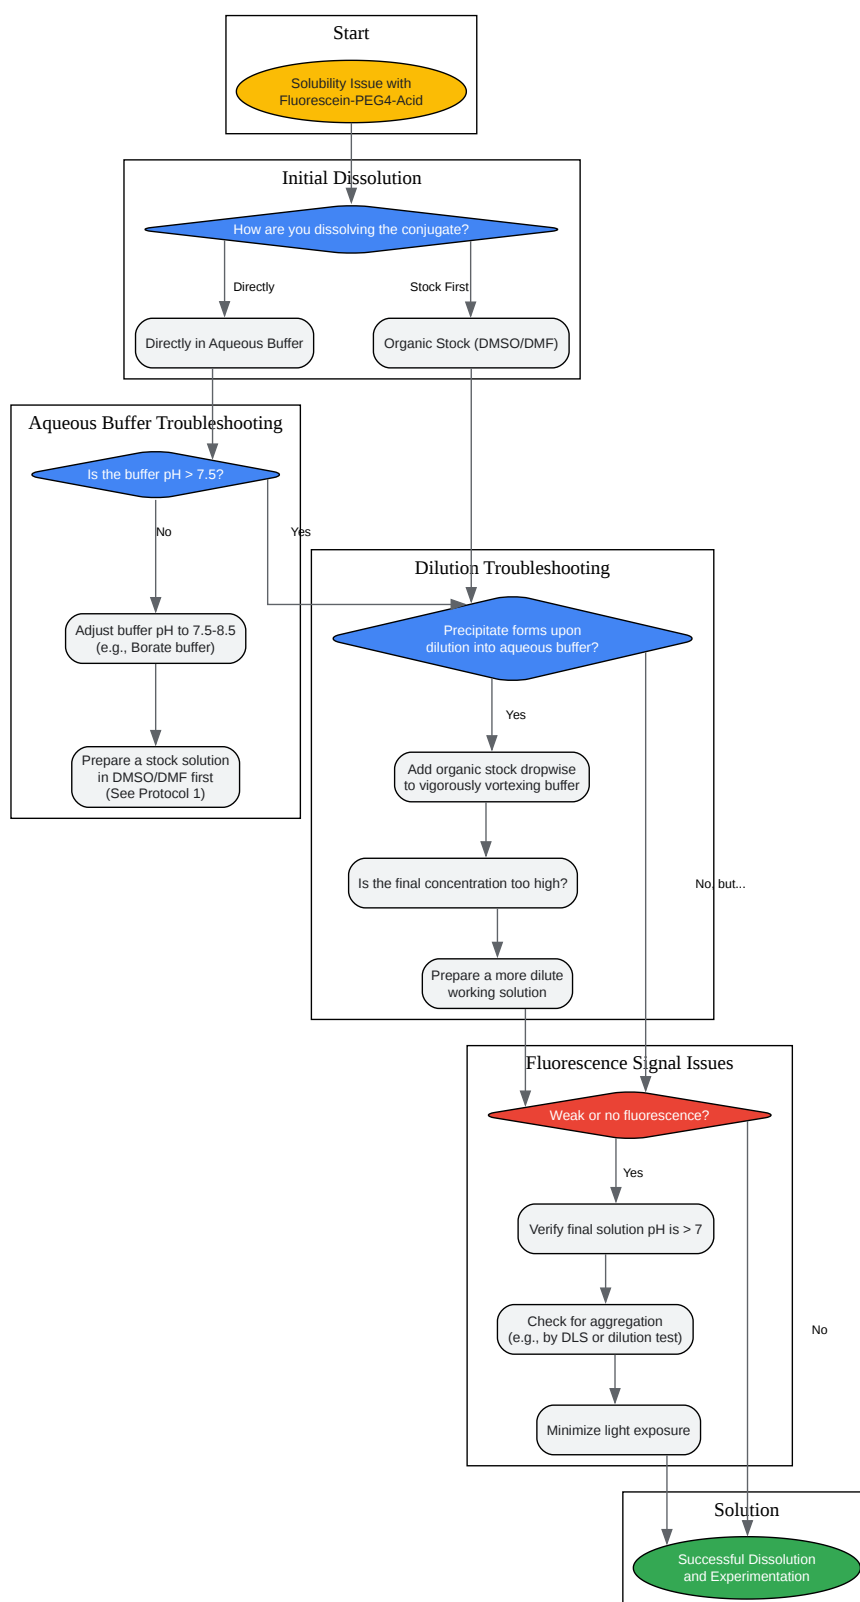 Start
Solubility Issue with
Fluorescein-PEG4-Acid
Initial Dissolution
How are you dissolving the conjugate?
Directly
Stock First
Directly in Aqueous Buffer
Organic Stock (DMSO/DMF)
Aqueous Buffer Troubleshooting
Is the buffer pH > 7.5?
No
Yes
Adjust buffer pH to 7.5-8.5
(e.g., Borate buffer)
Prepare a stock solution
in DMSO/DMF first
(See Protocol 1)
Dilution Troubleshooting
Precipitate forms upon
dilution into aqueous buffer?
Yes
Add organic stock dropwise
to vigorously vortexing buffer
Is the final concentration too high?
No, but...
Prepare a more dilute
working solution
Fluorescence Signal Issues
Weak or no fluorescence?
Yes
Verify final solution pH is > 7
Check for aggregation
(e.g., by DLS or dilution test)
No
Minimize light exposure
Solution
Successful Dissolution
and Experimentation